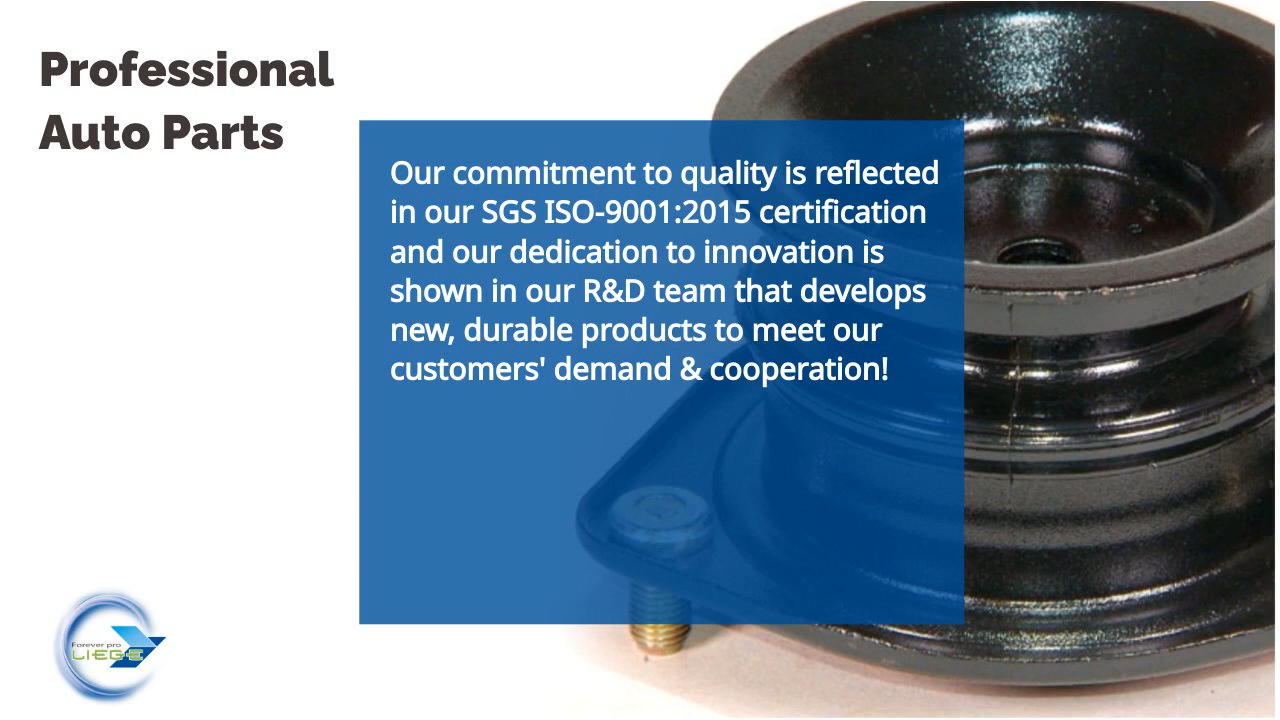 Professional
Auto Parts
Our commitment to quality is reflected
in our SGS ISO-9001:2015 certification
and our dedication to innovation is
shown in our R&D team that develops
new, durable products to meet our
customers' demand & cooperation!
Forever pro
LIEGE